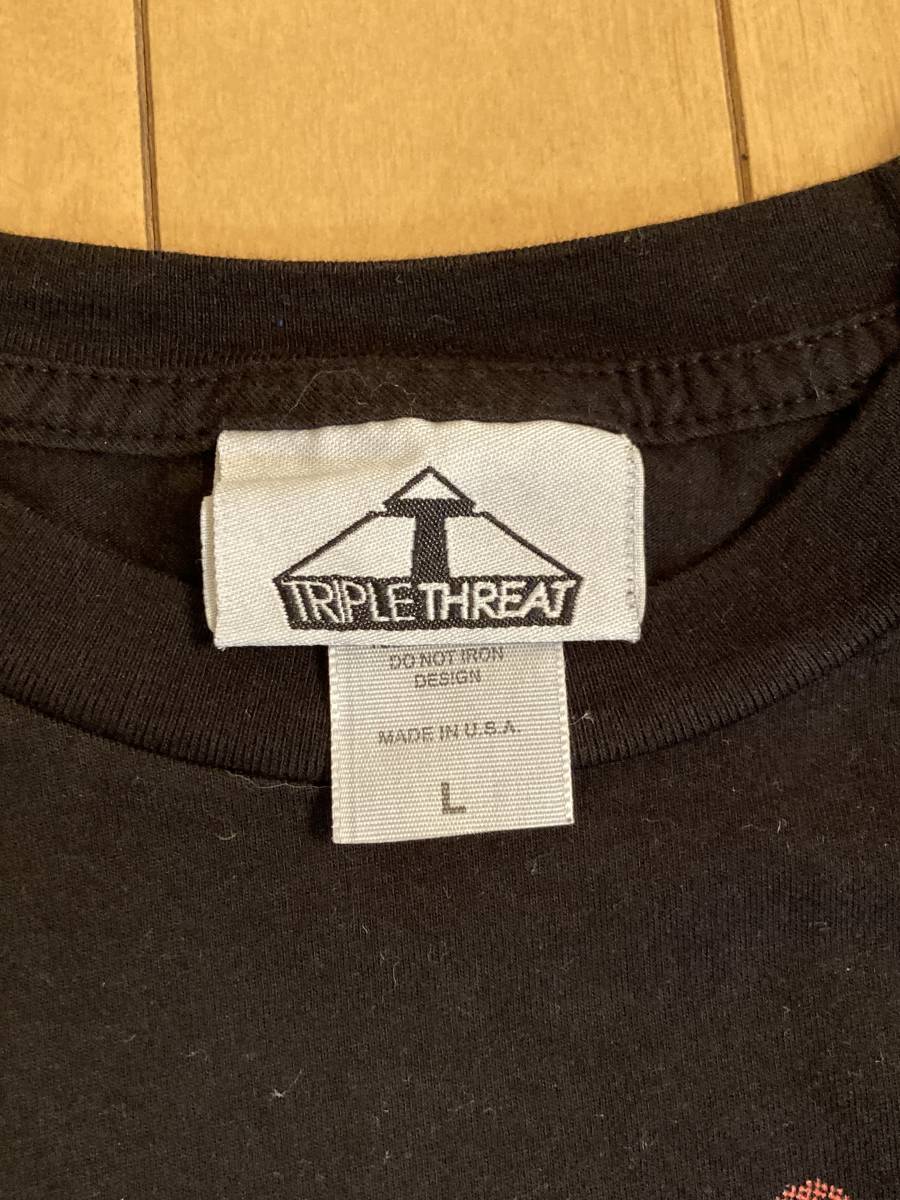 TRIPLE THREAT
DO NOT IRON
DESIGN
MADE IN U.S.A.
L